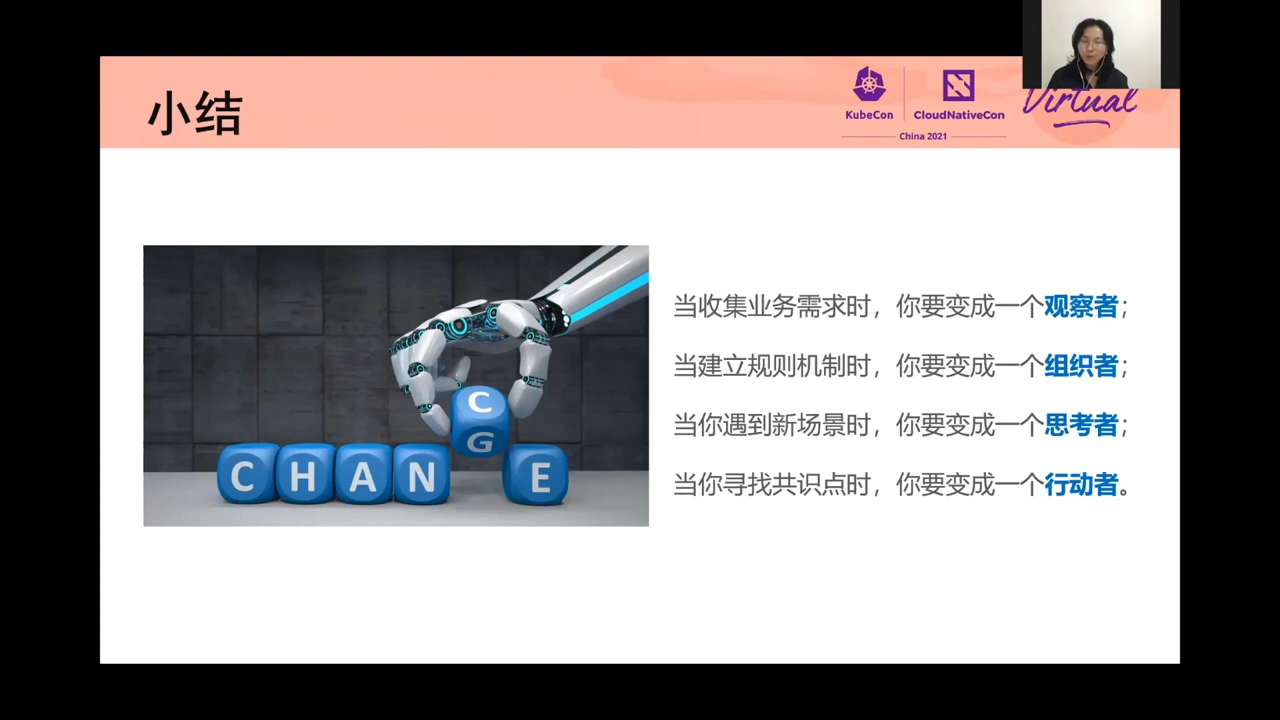 小结
KubeCon
CloudNativeCon
China 2021
Virtual
C
G
C H A N E
当收集业务需求时，你要变成一个观察者；
当建立规则机制时，你要变成一个组织者；
当你遇到新场景时，你要变成一个思考者；
当你寻找共识点时，你要变成一个行动者。